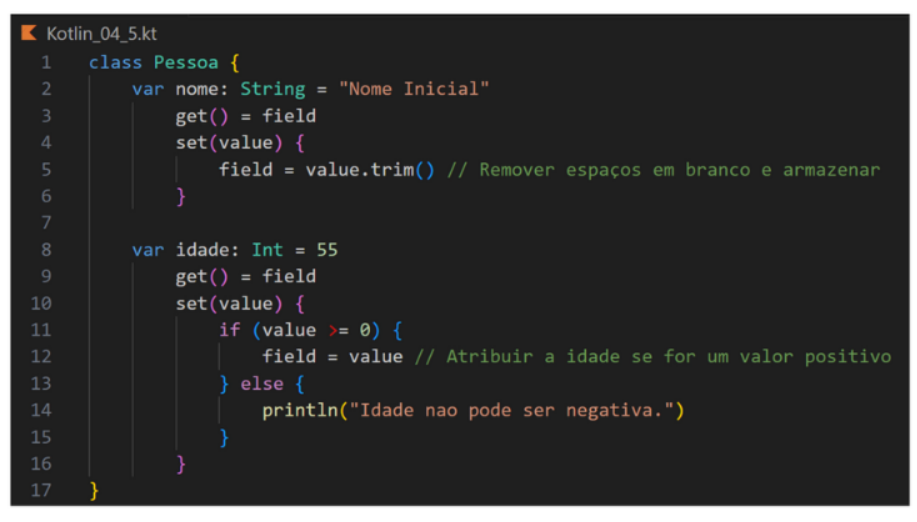 Kotlin_04_5.kt
1 class Pessoa {
2 var nome: String = "Nome Inicial"
3 get() = field
4 set(value) {
5 field = value.trim() // Remover espaços em branco e armazenar
6 }
7
8 var idade: Int = 55
9 get() = field
10 set(value) {
11 if (value >= 0) {
12 field = value // Atribuir a idade se for um valor positivo
13 } else {
14 println("Idade nao pode ser negativa.")
15 }
16 }
17 }